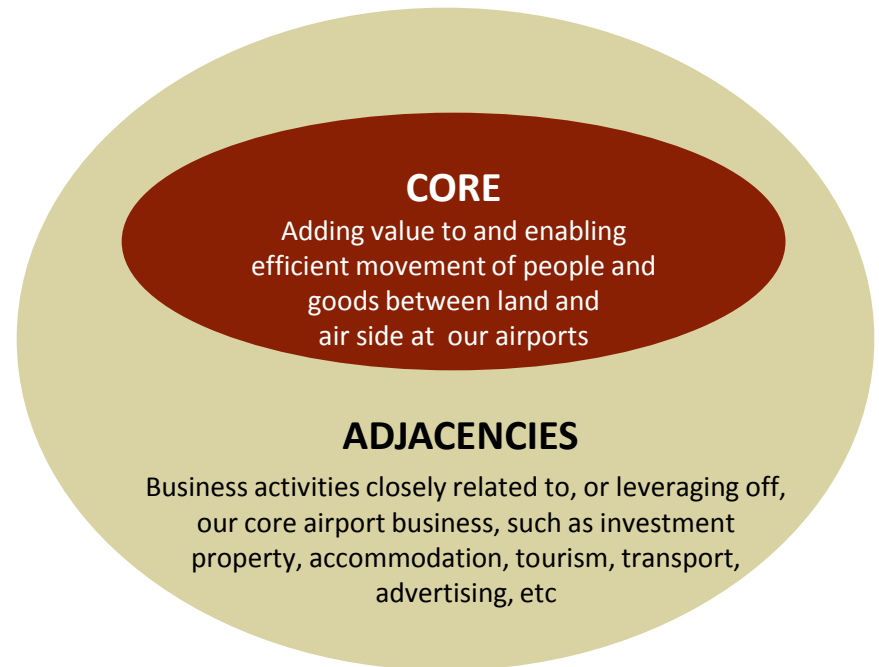 CORE
Adding value to and enabling
efficient movement of people and
goods between land and
air side at  our airports
ADJACENCIES
Business activities closely related to, or leveraging off,
our core airport business, such as investment
property, accommodation, tourism, transport,
advertising, etc